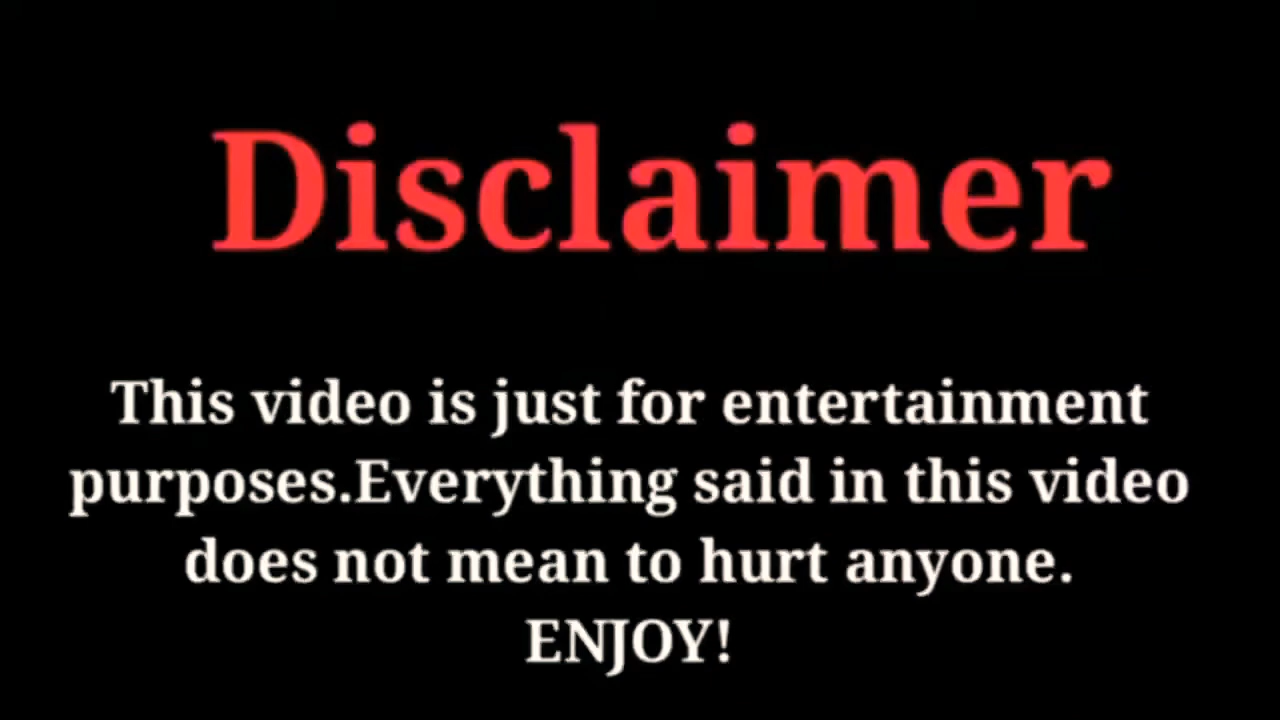 Disclaimer
This video is just for entertainment
purposes.Everything said in this video
does not mean to hurt anyone.
ENJOY!